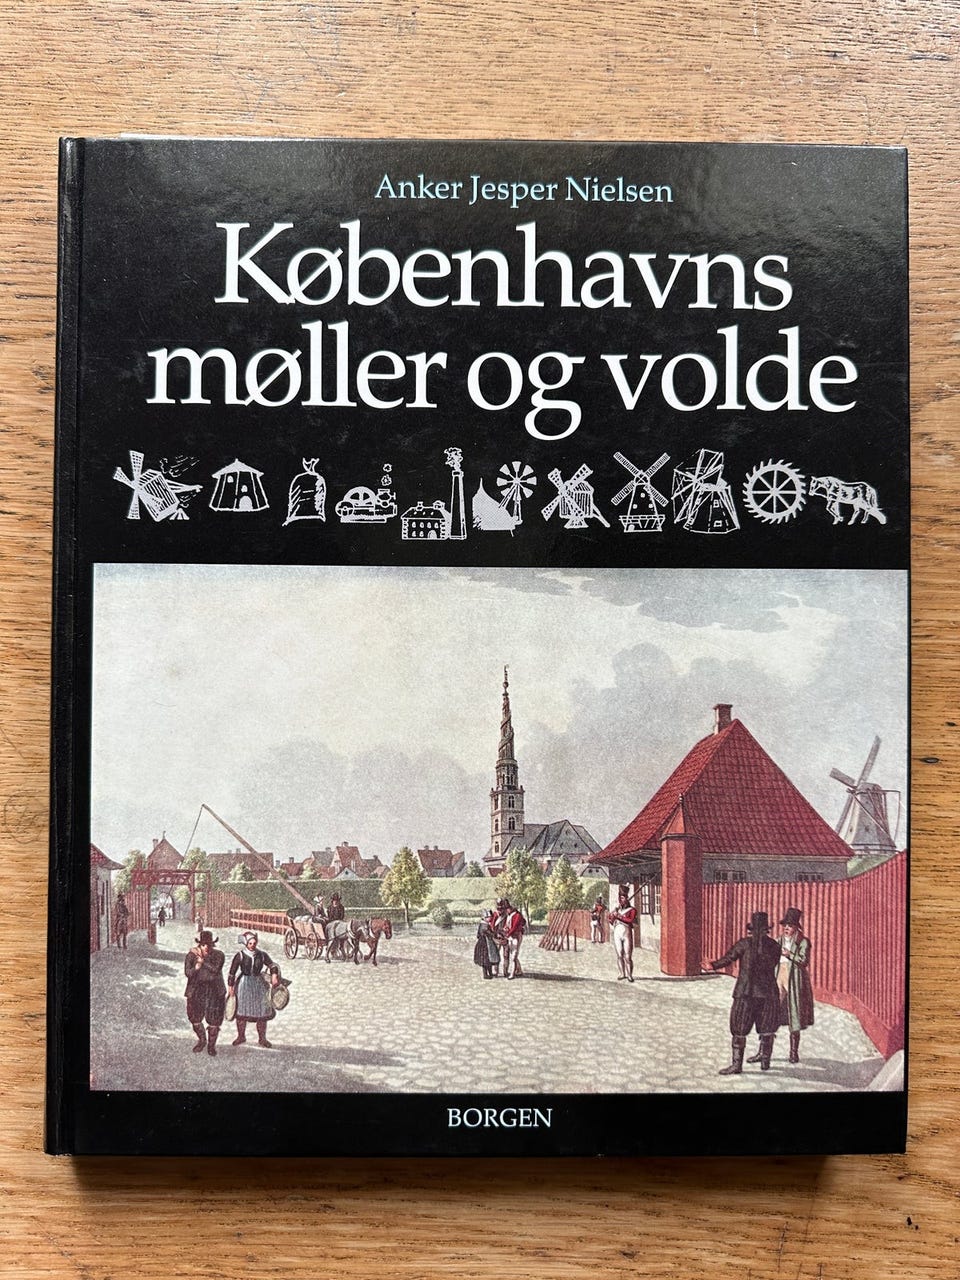 Anker Jesper Nielsen
Københavns
møller og volde
BORGEN